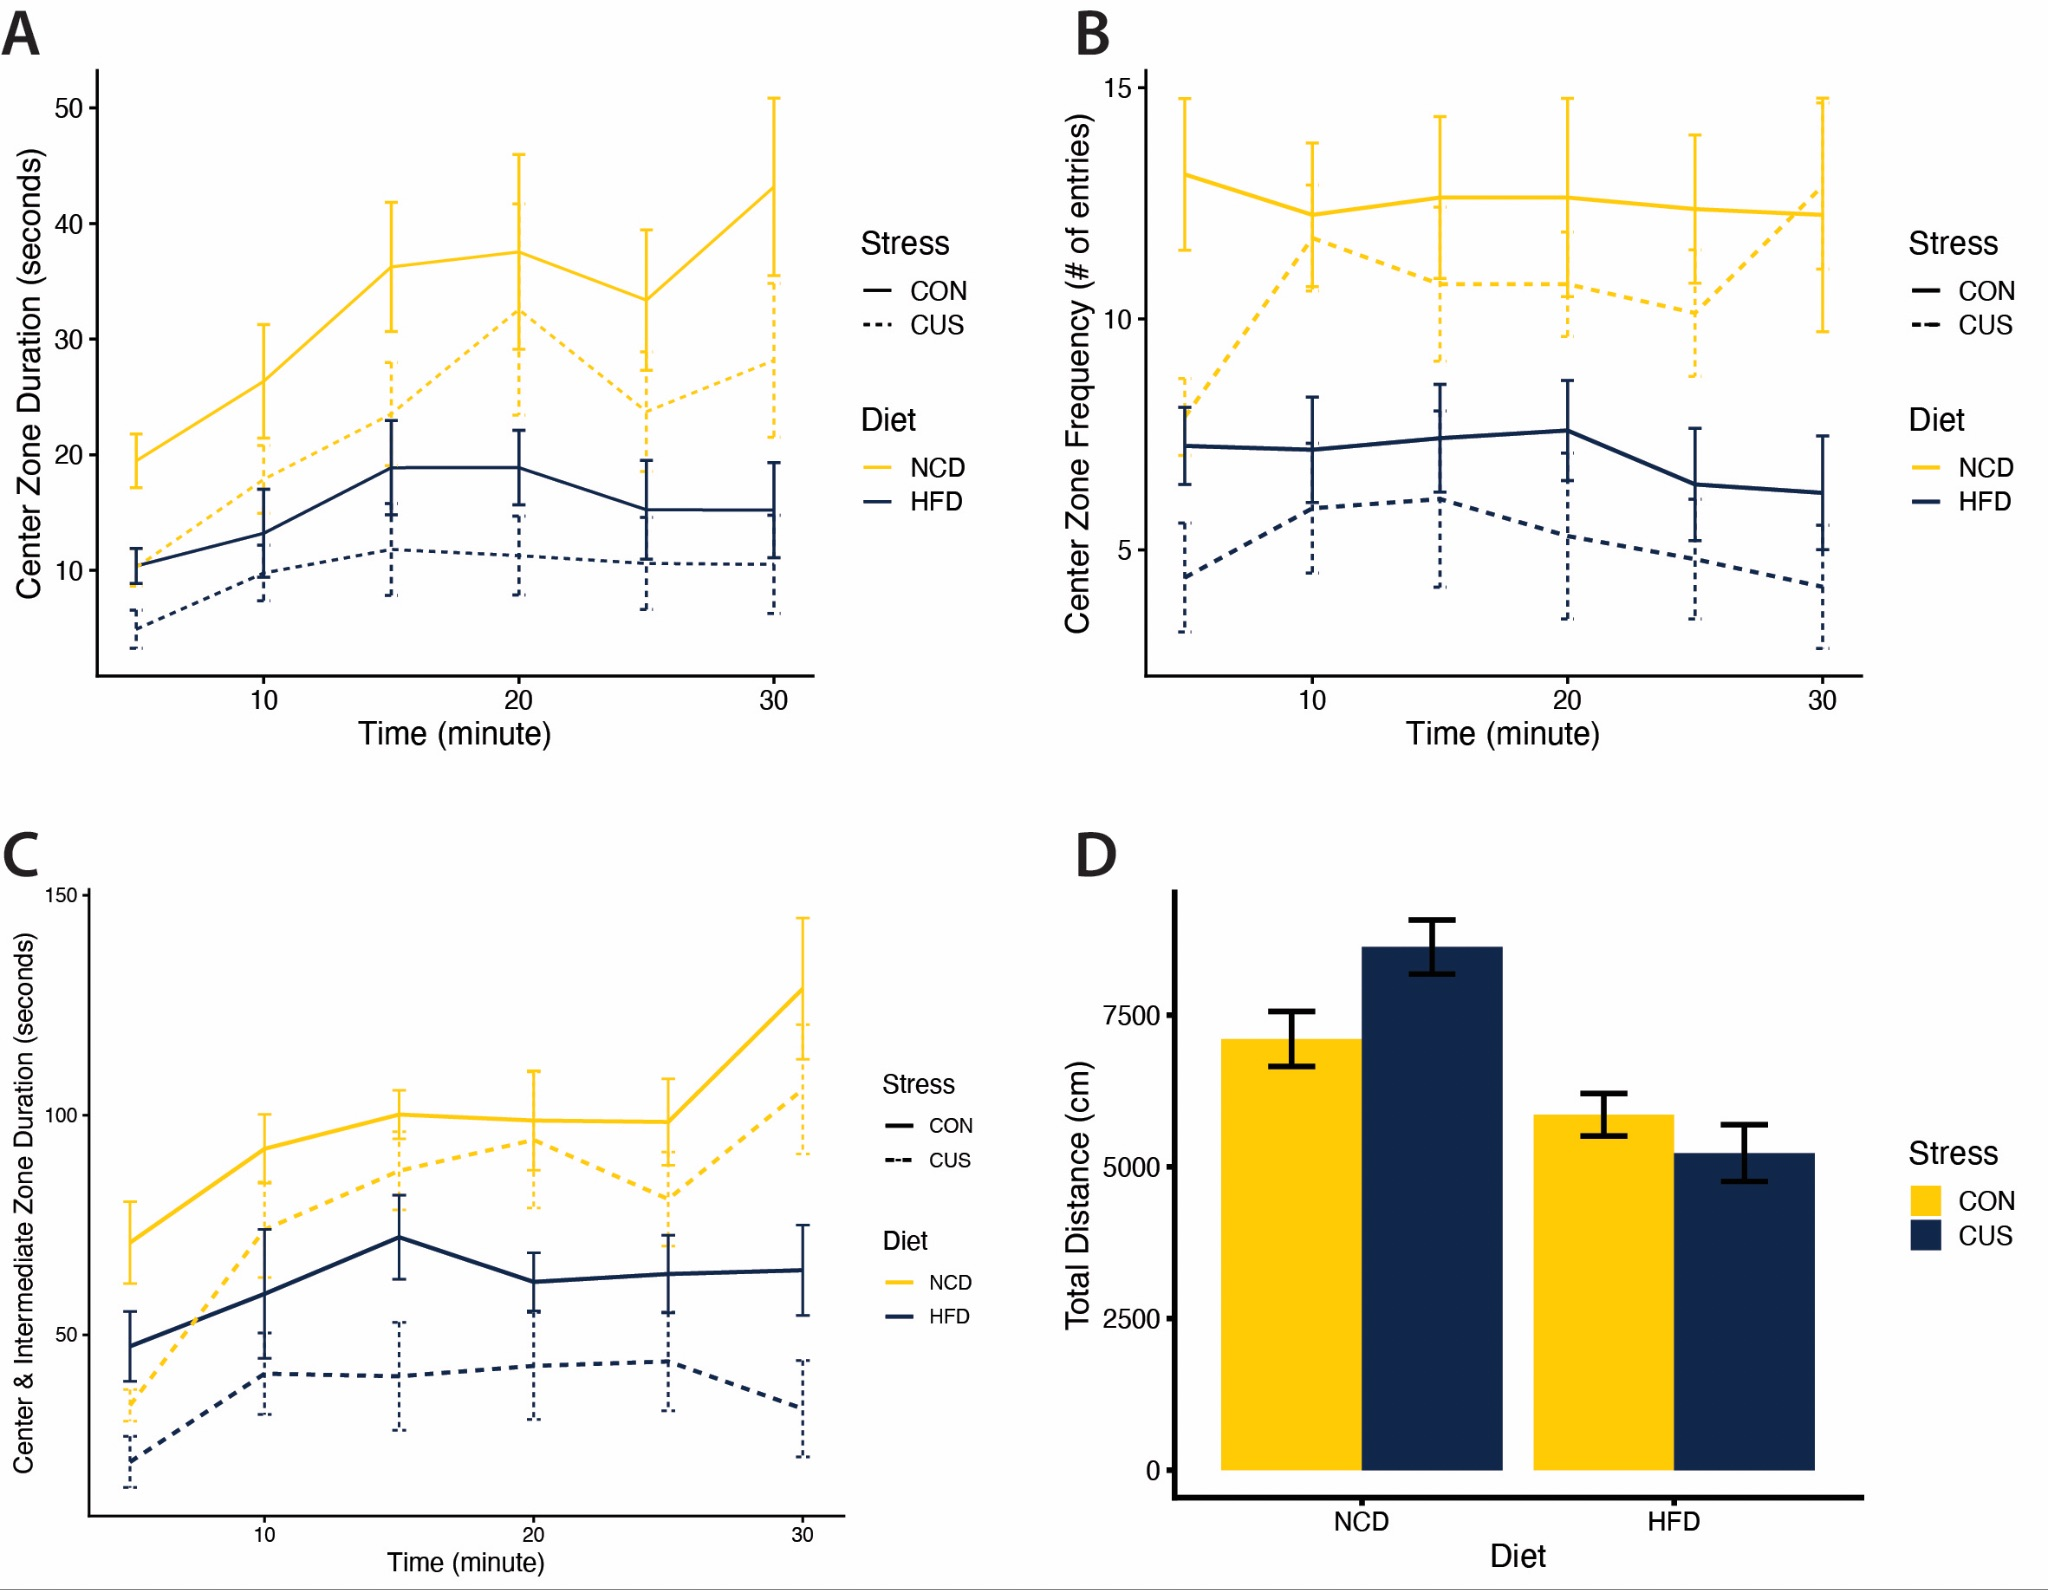 A
50
40
30
20
10
Center Zone Duration (seconds)
10 20 30
Time (minute)
Stress
CON
CUS
Diet
NCD
HFD
B
15
10
5
Center Zone Frequency (# of entries)
10 20 30
Time (minute)
Stress
CON
CUS
Diet
NCD
HFD
C
150
100
50
Center & Intermediate Zone Duration (seconds)
10 20 30
Time (minute)
Stress
CON
CUS
Diet
NCD
HFD
D
7500
5000
2500
0
Total Distance (cm)
NCD HFD
Diet
Stress
CON
CUS